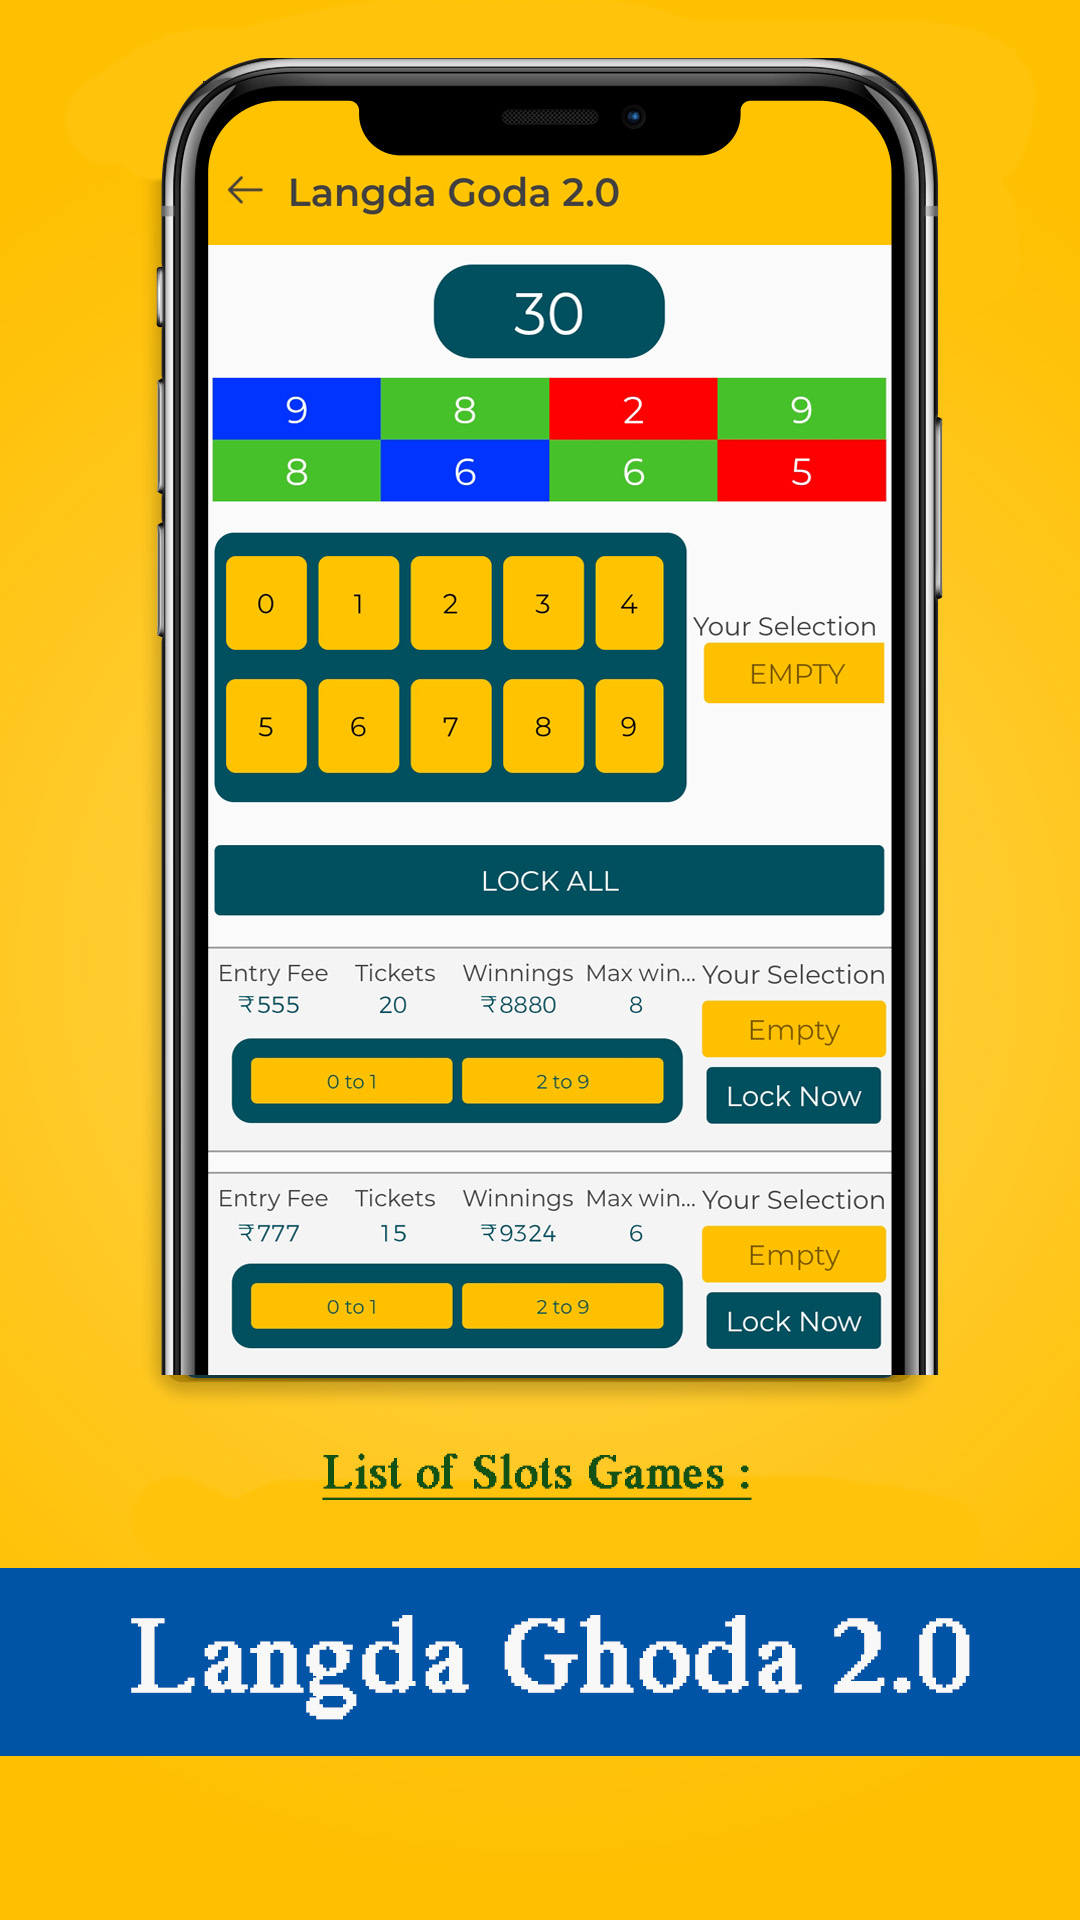 Langda Goda 2.0
30
9 8 2 9
8 6 6 5
0 1 2 3 4
Your Selection
EMPTY
5 6 7 8 9
LOCK ALL
Entry Fee Tickets Winnings Max win... Your Selection
₹555 20 ₹8880 8
Empty
0 to 1 2 to 9
Lock Now
Entry Fee Tickets Winnings Max win... Your Selection
₹777 15 ₹9324 6
Empty
0 to 1 2 to 9
Lock Now
List of Slots Games :
Langda Ghoda 2.0